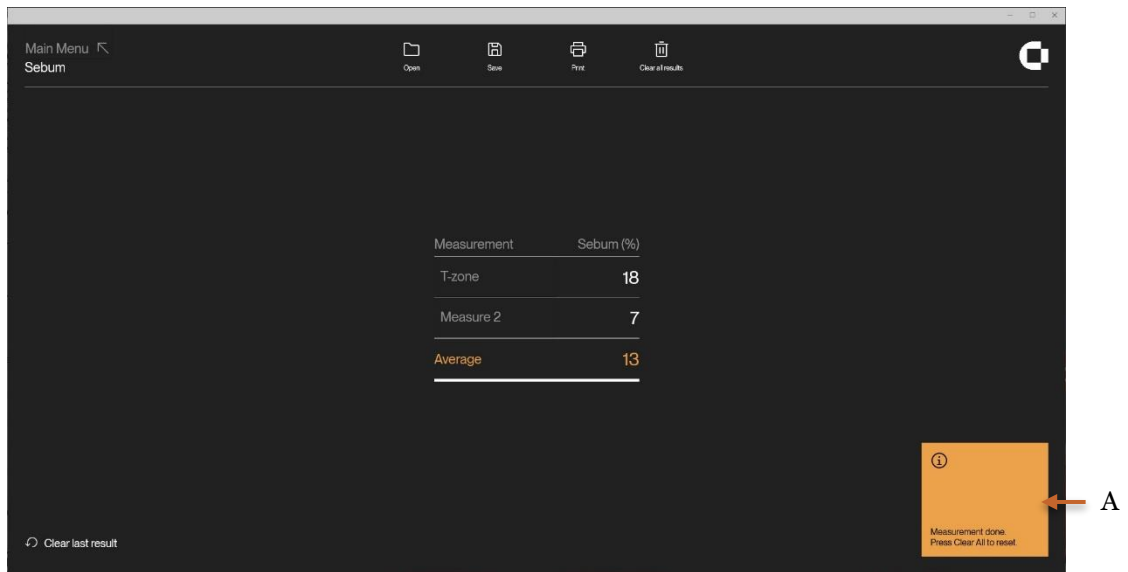 Main Menu
Sebum
Open
Save
Print
Clear all results
Measurement Sebum (%)
T-zone 18
Measure 2 7
Average 13
Measurement done.
Press Clear All to reset.
A
Clear last result